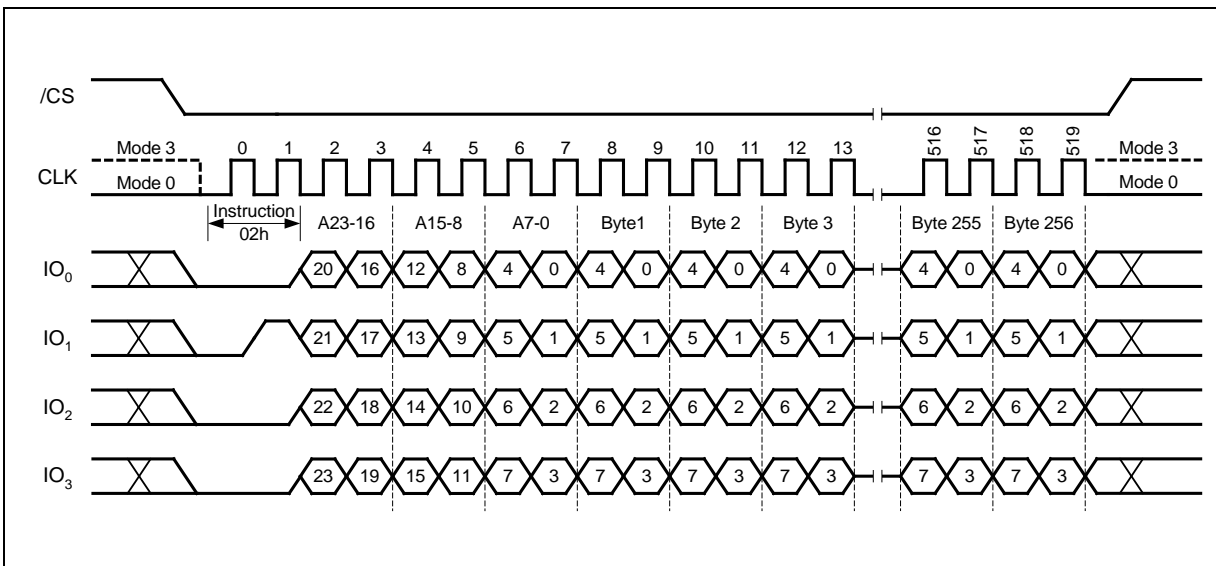 /CS
Mode 3 0 1 2 3 4 5 6 7 8 9 10 11 12 13 516 517 518 519 Mode 3
CLK
Mode 0 Mode 0
Instruction
02h
A23-16 A15-8 A7-0 Byte1 Byte 2 Byte 3 Byte 255 Byte 256
IO0 20 16 12 8 4 0 4 0 4 0 4 0 4 0 4 0
IO1 21 17 13 9 5 1 5 1 5 1 5 1 5 1 5 1
IO2 22 18 14 10 6 2 6 2 6 2 6 2 6 2 6 2
IO3 23 19 15 11 7 3 7 3 7 3 7 3 7 3 7 3